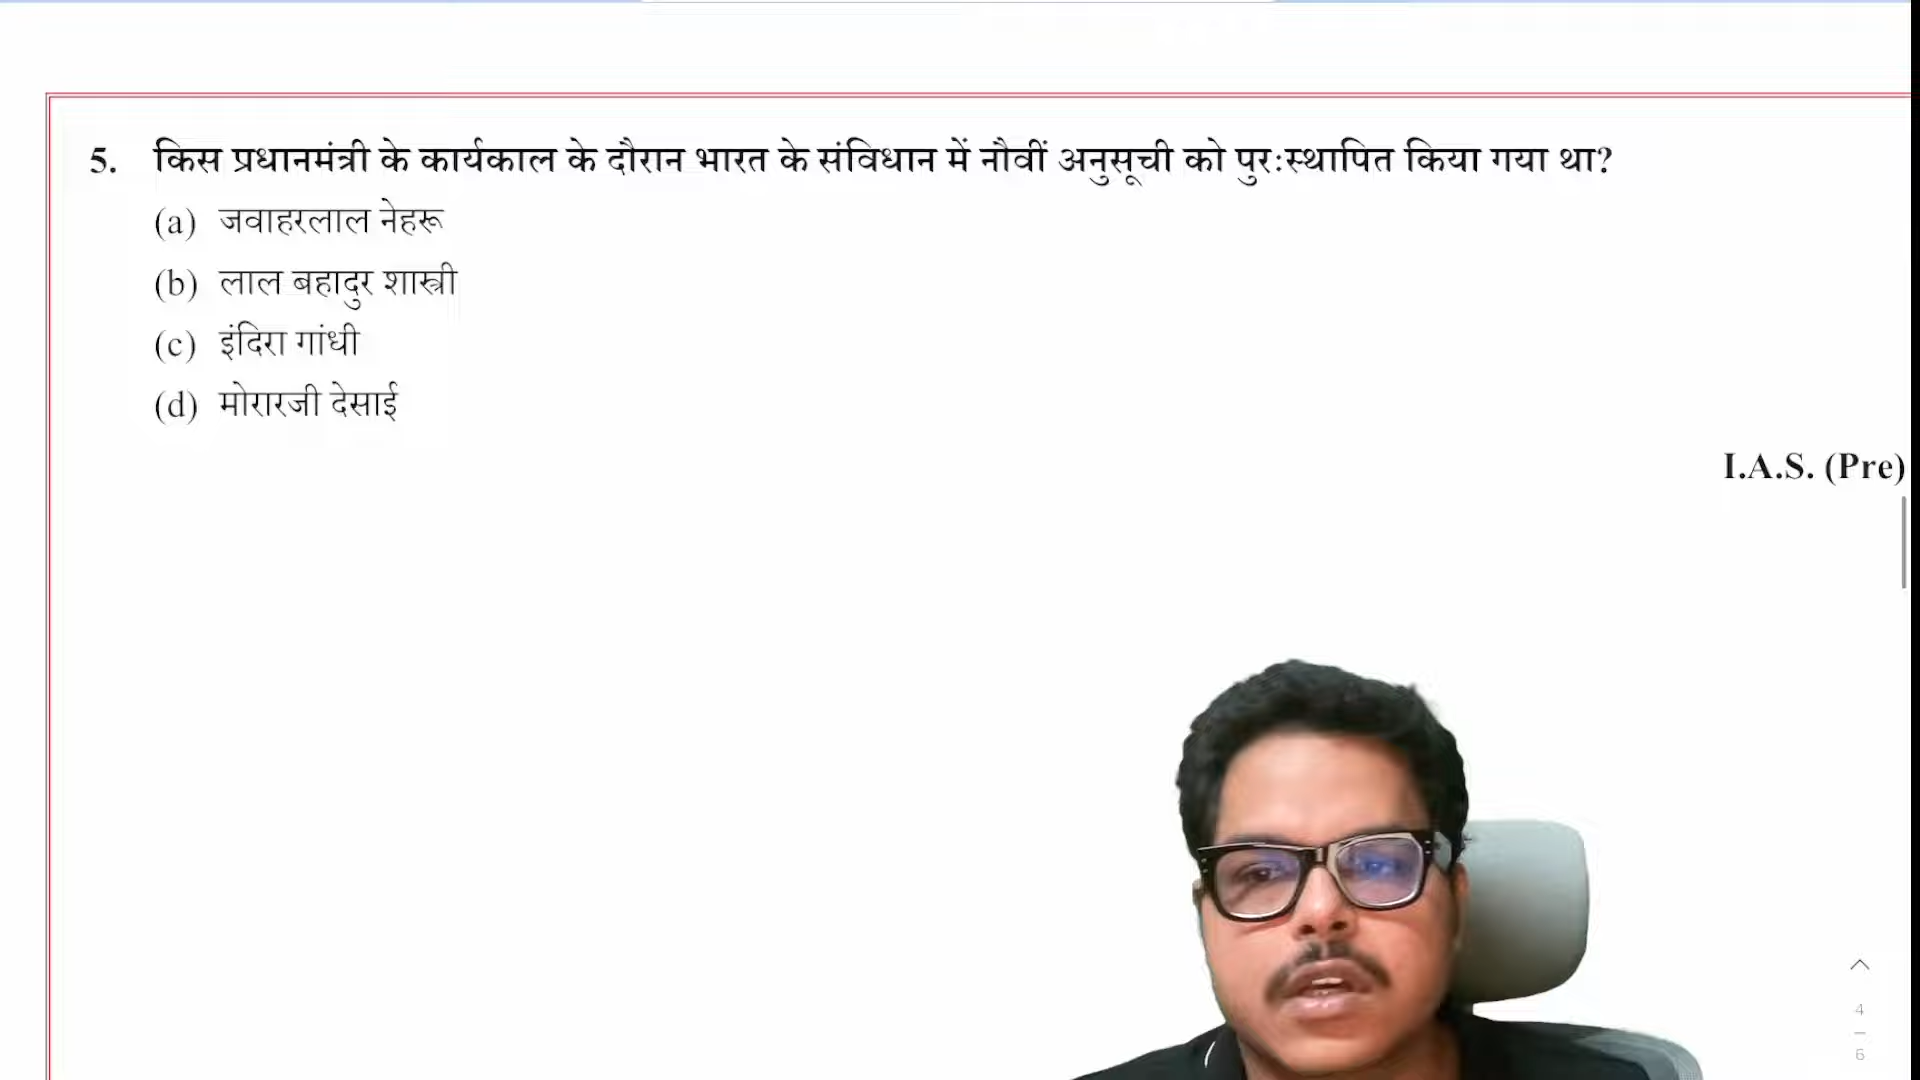 5. किस प्रधानमंत्री के कार्यकाल के दौरान भारत के संविधान में नौवीं अनुसूची को पुरःस्थापित किया गया था?
(a) जवाहरलाल नेहरू
(b) लाल बहादुर शास्त्री
(c) इंदिरा गांधी
(d) मोरारजी देसाई
I.A.S. (Pre)
4
6